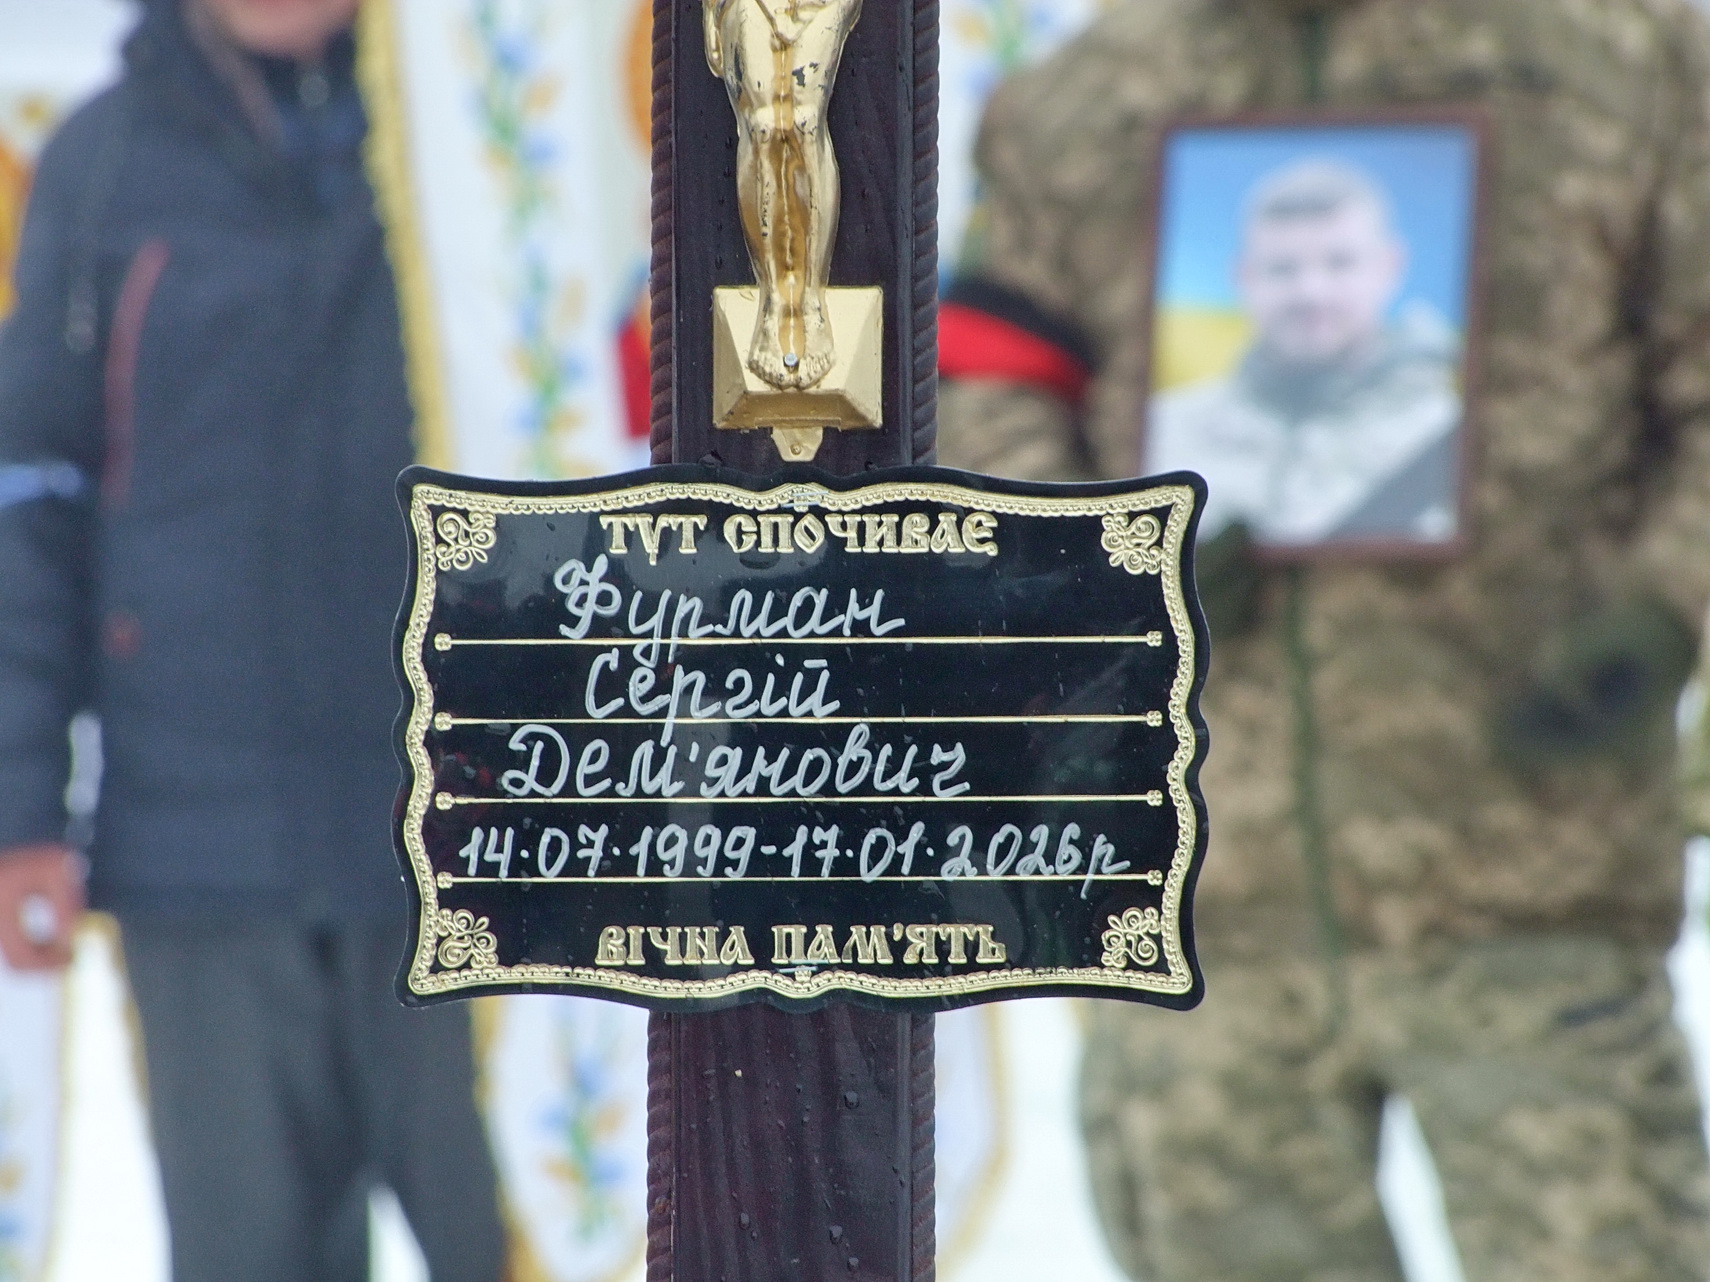 ТУТ СПОЧИВАЄ
Фурман
Сергій
Дем'янович
14.07.1999-17.01.2026р
ВІЧНА ПАМ'ЯТЬ